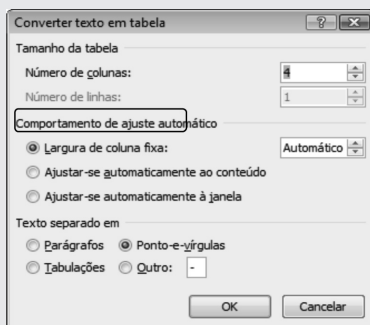 Converter texto em tabela
Tamanho da tabela
Número de colunas: 4
Número de linhas: 1
Comportamento de ajuste automático
Largura de coluna fixa: Automático
Ajustar-se automaticamente ao conteúdo
Ajustar-se automaticamente à janela
Texto separado em
Parágrafos Ponto-e-vírgulas
Tabulações Outro: -
OK Cancelar